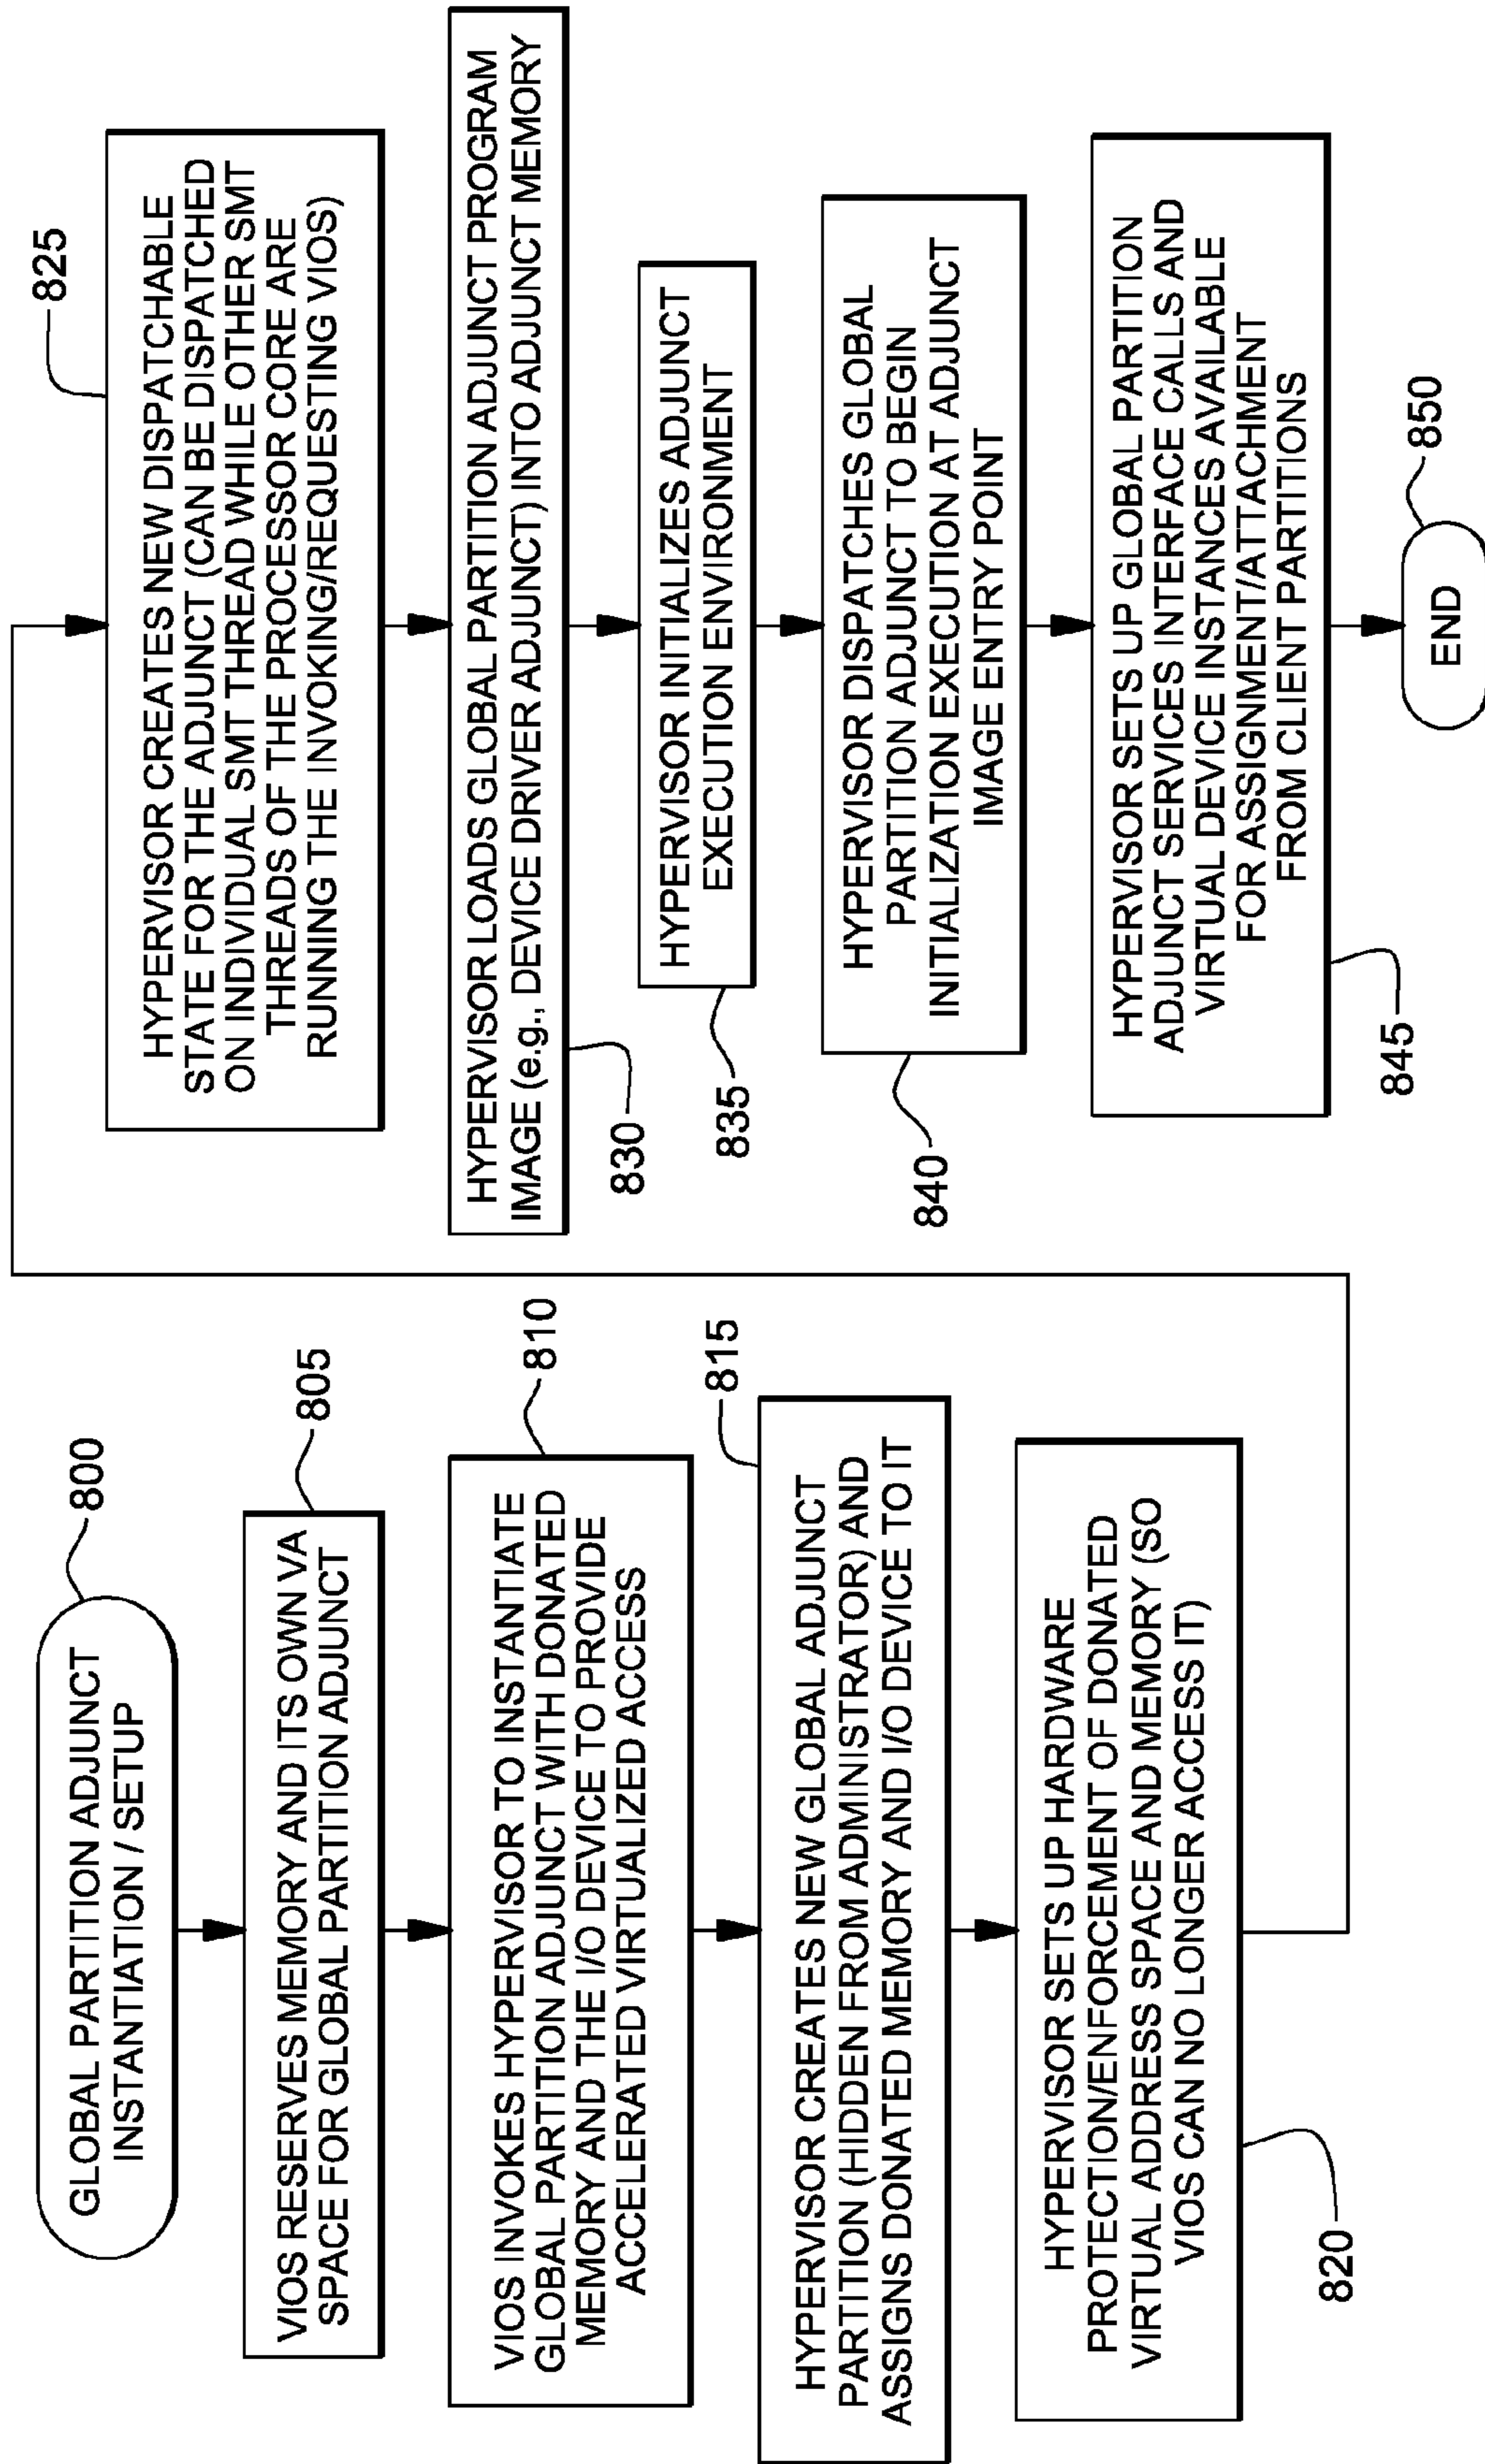 800
GLOBAL PARTITION ADJUNCT
INSTANTIATION / SETUP
805
VIOS RESERVES MEMORY AND ITS OWN VA
SPACE FOR GLOBAL PARTITION ADJUNCT
810
VIOS INVOKES HYPERVISOR TO INSTANTIATE
GLOBAL PARTITION ADJUNCT WITH DONATED
MEMORY AND THE I/O DEVICE TO PROVIDE
ACCELERATED VIRTUALIZED ACCESS
815
HYPERVISOR CREATES NEW GLOBAL ADJUNCT
PARTITION (HIDDEN FROM ADMINISTRATOR) AND
ASSIGNS DONATED MEMORY AND I/O DEVICE TO IT
HYPERVISOR SETS UP HARDWARE
PROTECTION/ENFORCEMENT OF DONATED
VIRTUAL ADDRESS SPACE AND MEMORY (SO
VIOS CAN NO LONGER ACCESS IT)
820
825
HYPERVISOR CREATES NEW DISPATCHABLE
STATE FOR THE ADJUNCT (CAN BE DISPATCHED
ON INDIVIDUAL SMT THREAD WHILE OTHER SMT
THREADS OF THE PROCESSOR CORE ARE
RUNNING THE INVOKING/REQUESTING VIOS)
HYPERVISOR LOADS GLOBAL PARTITION ADJUNCT PROGRAM
IMAGE (e.g., DEVICE DRIVER ADJUNCT) INTO ADJUNCT MEMORY
830
HYPERVISOR INITIALIZES ADJUNCT
EXECUTION ENVIRONMENT
835
HYPERVISOR DISPATCHES GLOBAL
PARTITION ADJUNCT TO BEGIN
INITIALIZATION EXECUTION AT ADJUNCT
IMAGE ENTRY POINT
840
HYPERVISOR SETS UP GLOBAL PARTITION
ADJUNCT SERVICES INTERFACE CALLS AND
VIRTUAL DEVICE INSTANCES AVAILABLE
FOR ASSIGNMENT/ATTACHMENT
FROM CLIENT PARTITIONS
845
850
END